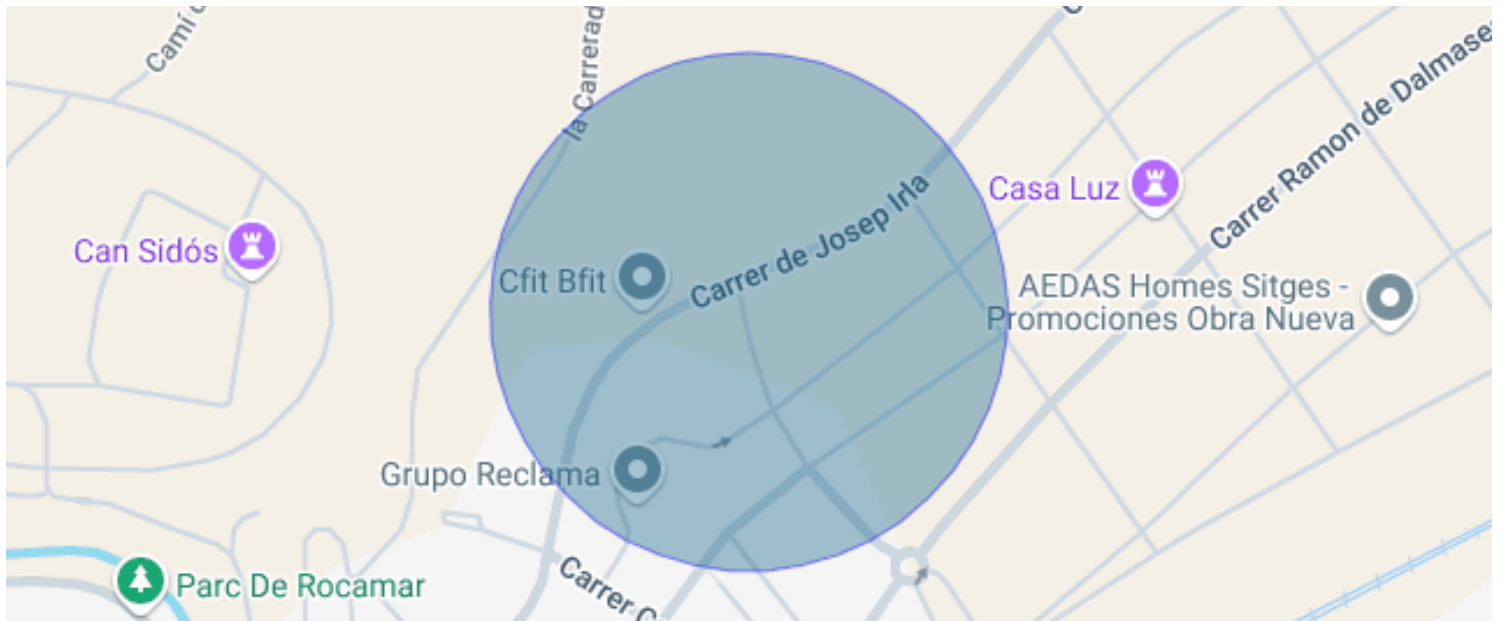 Camí
la Carrerad
Carrer Ramon de Dalmase
Casa Luz
Carrer de Josep Irla
Can Sidós
Cfit Bfit
AEDAS Homes Sitges -
Promociones Obra Nueva
Grupo Reclama
Parc De Rocamar
Carrer C